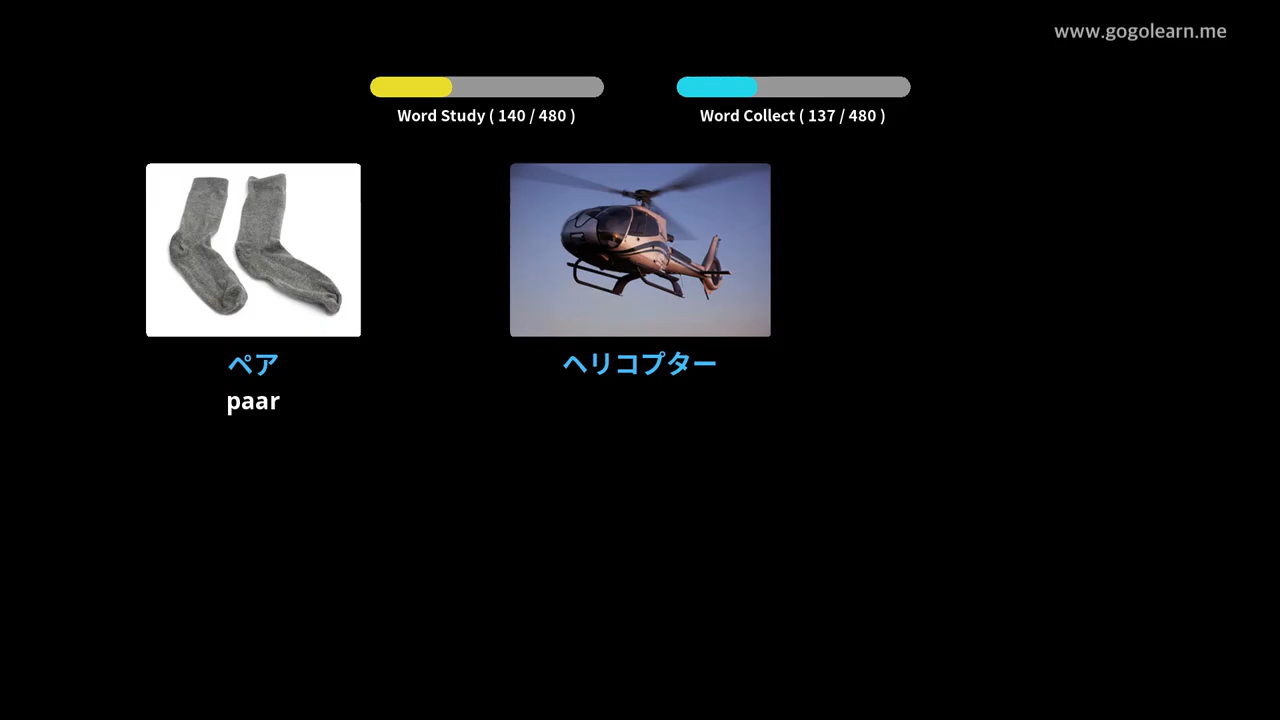 www.gogolearn.me
Word Study ( 140 / 480 )
Word Collect ( 137 / 480 )
ペア
ヘリコプター
paar